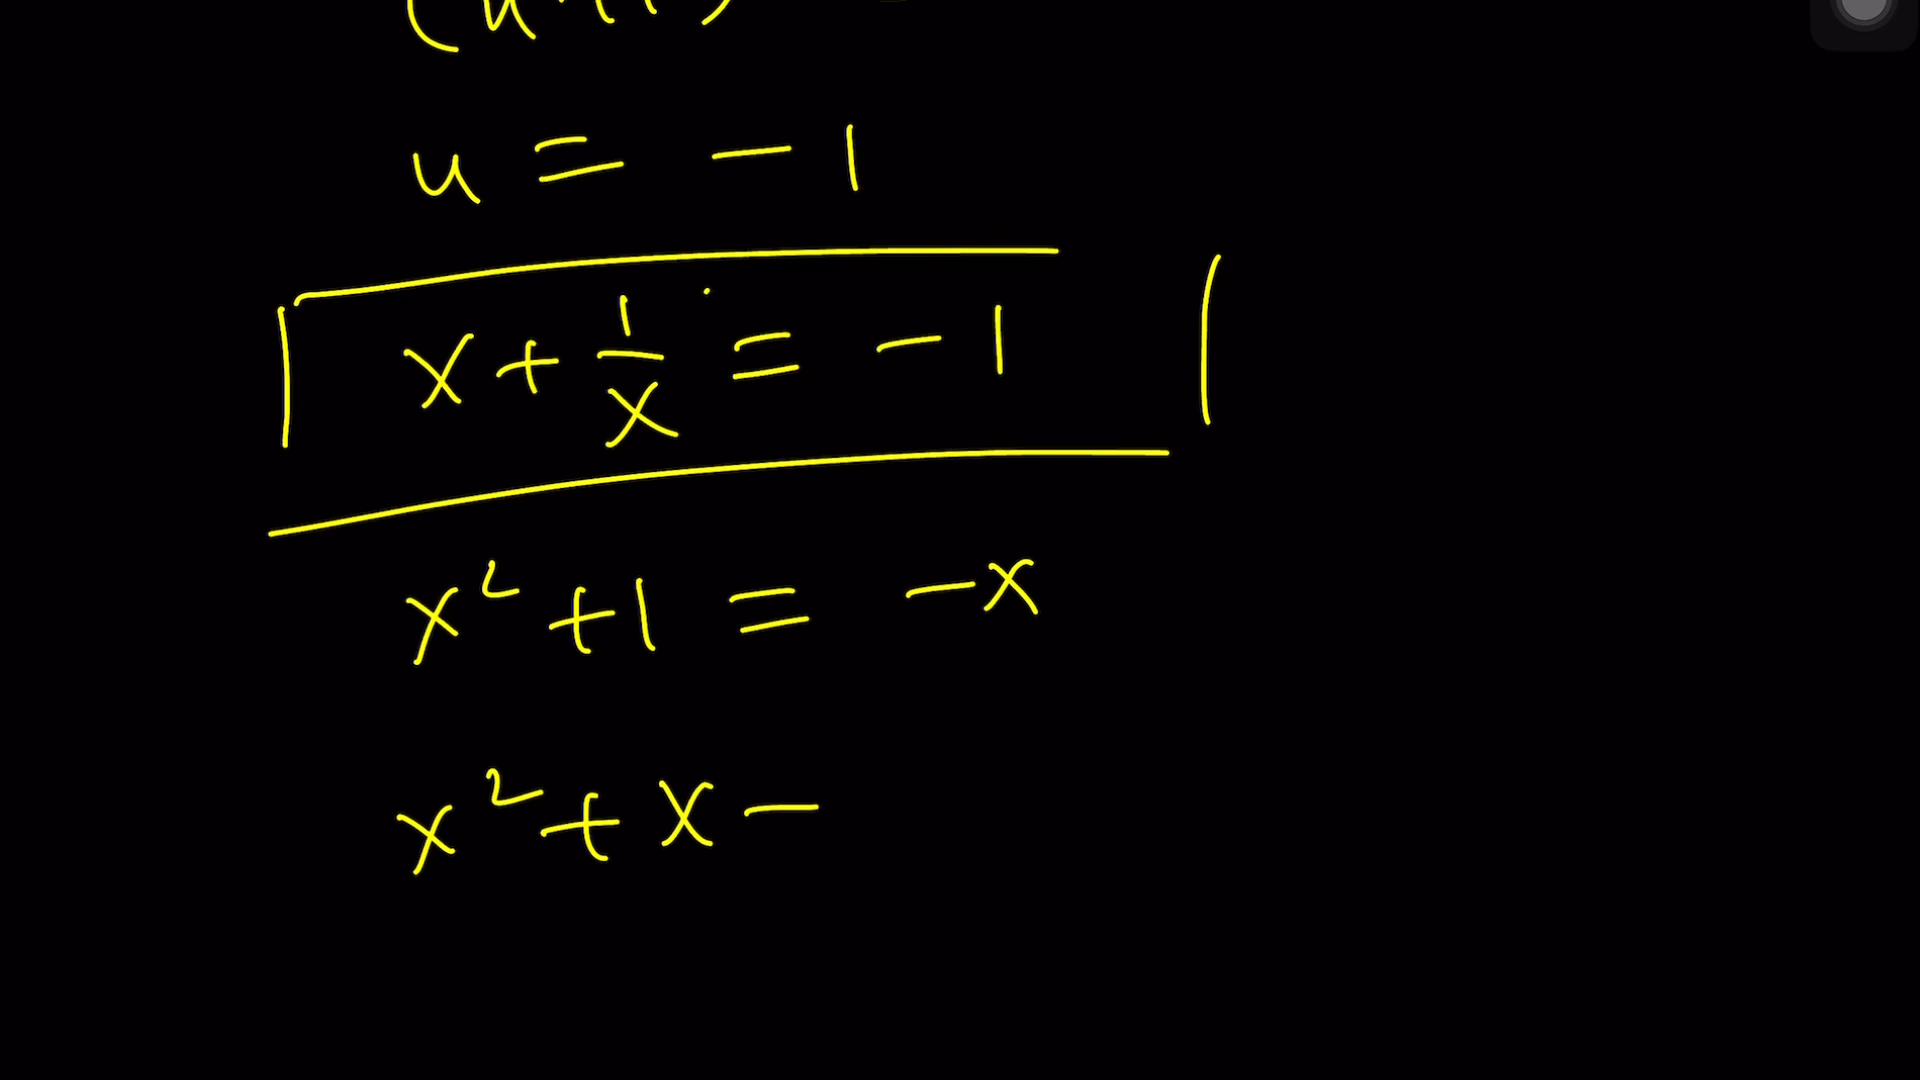 u = - 1
x + 1/x = - 1
x² + 1 = - x
x² + x -